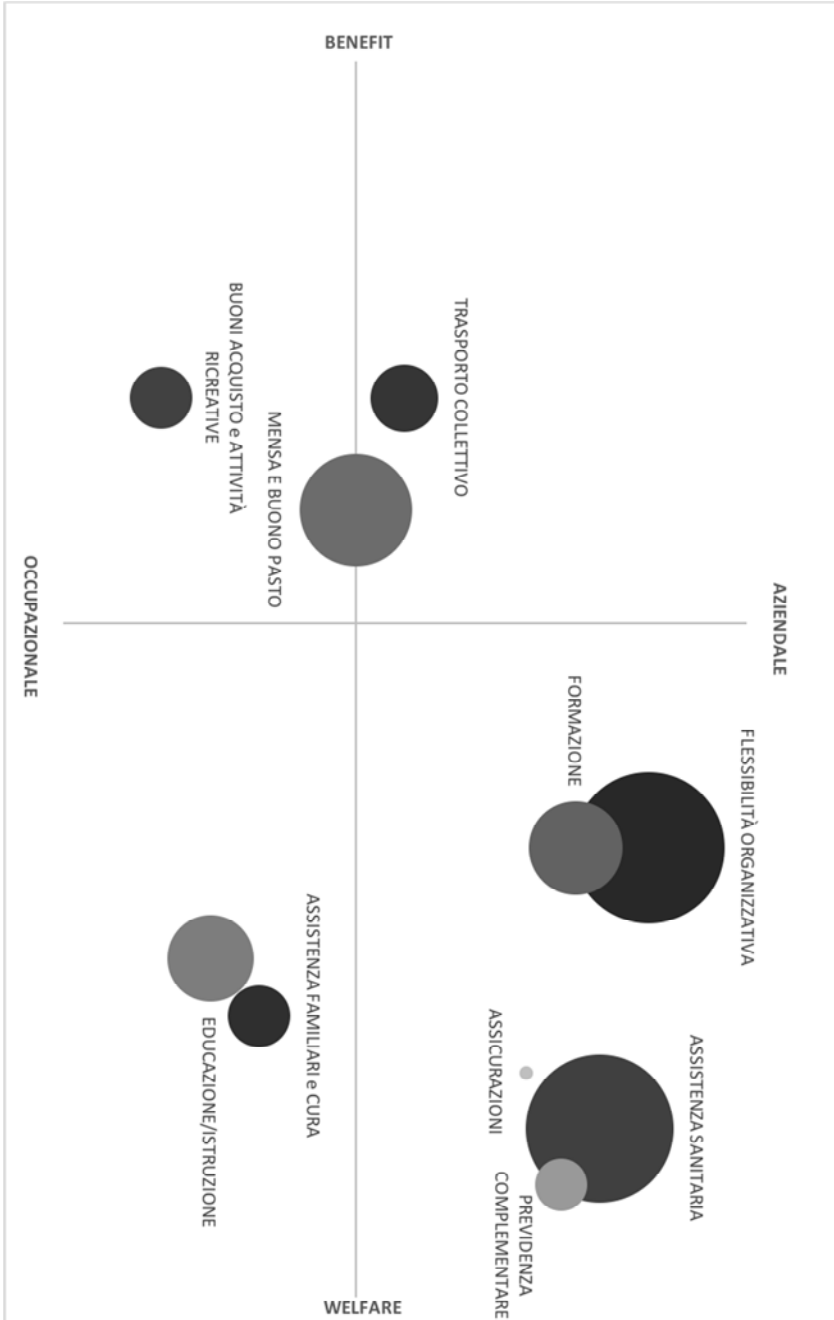 BENEFIT
TRASPORTO COLLETTIVO
BUONI ACQUISTO e ATTIVITÀ
RICREATIVE
MENSA E BUONO PASTO
AZIENDALE
OCCUPAZIONALE
FORMAZIONE
FLESSIBILITÀ ORGANIZZATIVA
ASSISTENZA FAMILIARI e CURA
EDUCAZIONE/ISTRUZIONE
ASSICURAZIONI
ASSISTENZA SANITARIA
PREVIDENZA
COMPLEMENTARE
WELFARE